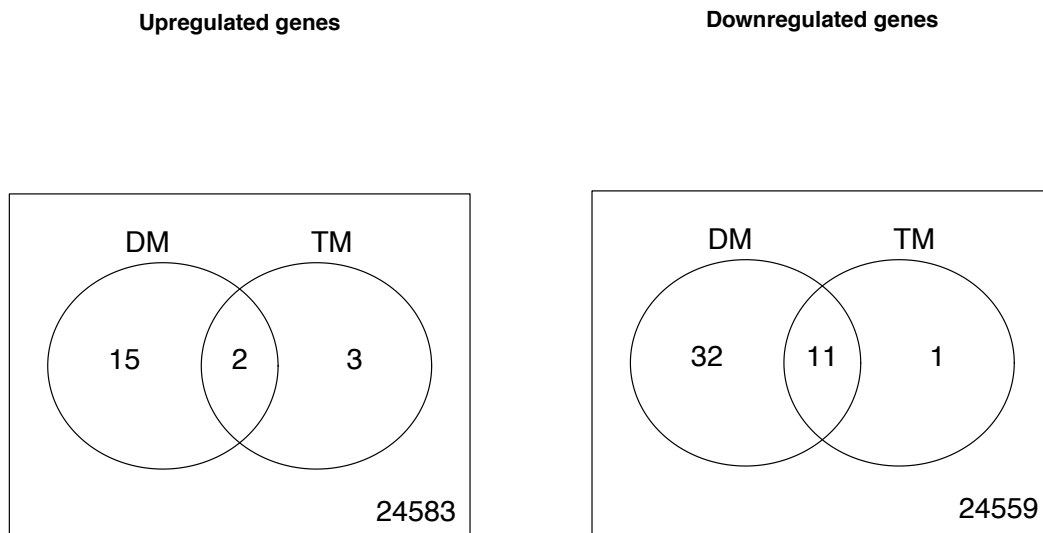 Upregulated genes
DM TM
15 2 3
24583
Downregulated genes
DM TM
32 11 1
24559